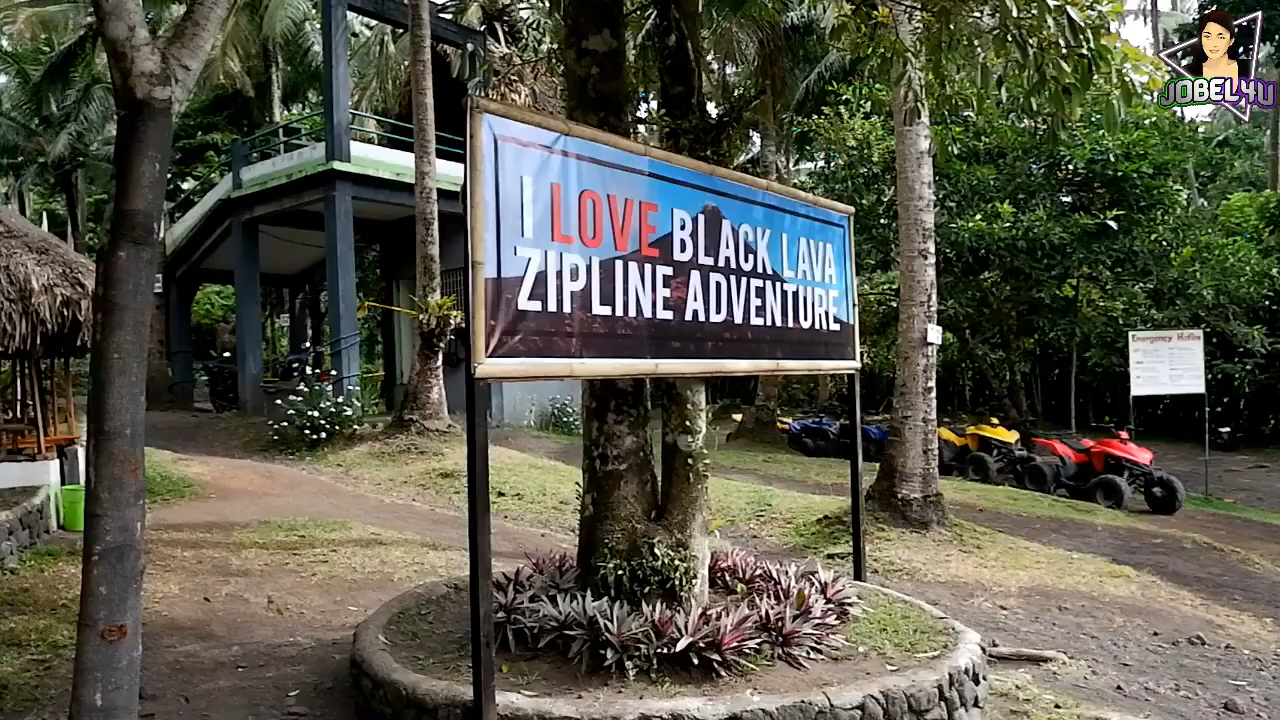 JOBEL4U
I LOVE BLACK LAVA
ZIPLINE ADVENTURE
Emergency Hotline